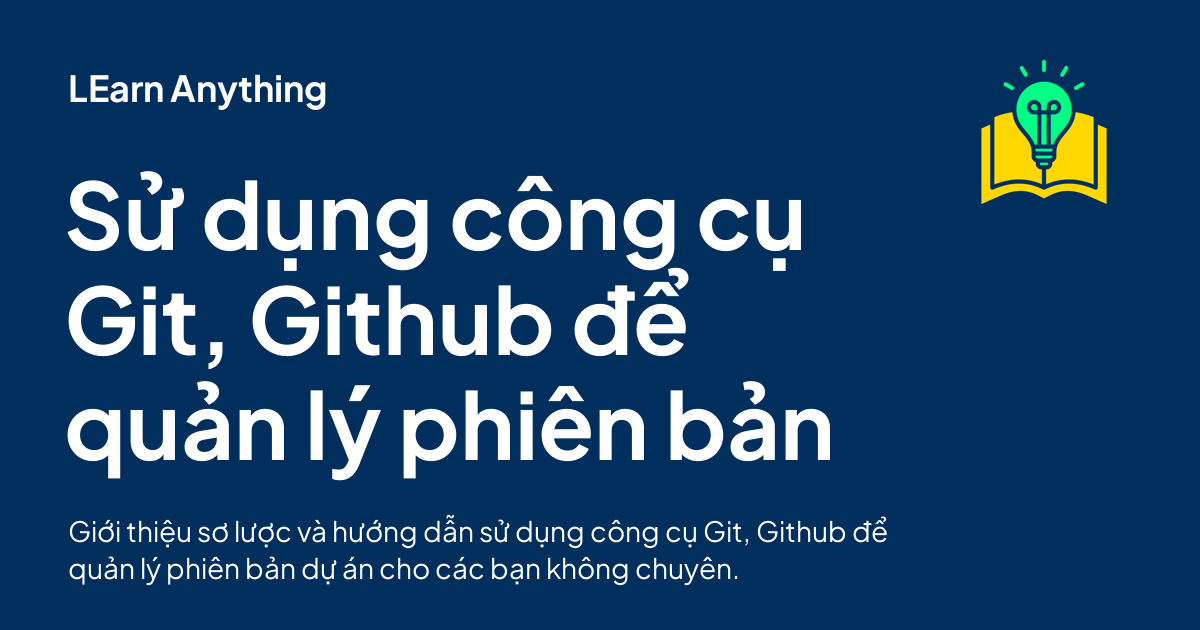 LEarn Anything
Sử dụng công cụ
Git, Github để
quản lý phiên bản
Giới thiệu sơ lược và hướng dẫn sử dụng công cụ Git, Github để
quản lý phiên bản dự án cho các bạn không chuyên.